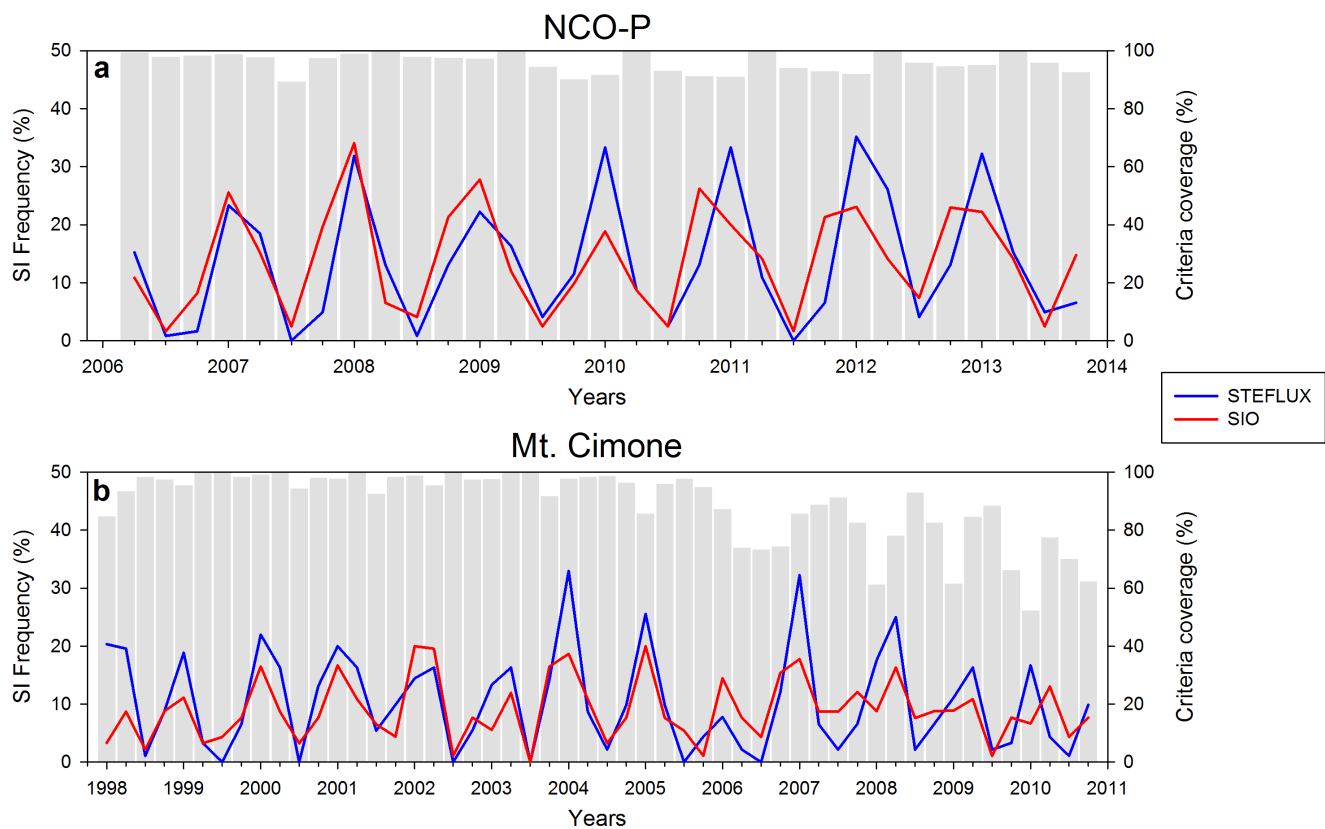 NCO-P
a
SI Frequency (%)
50
40
30
20
10
0
100
80
60
40
20
0
Criteria coverage (%)
2006 2007 2008 2009 2010 2011 2012 2013 2014
Years
STEFLUX
SIO
Mt. Cimone
b
SI Frequency (%)
50
40
30
20
10
0
100
80
60
40
20
0
Criteria coverage (%)
1998 1999 2000 2001 2002 2003 2004 2005 2006 2007 2008 2009 2010 2011
Years